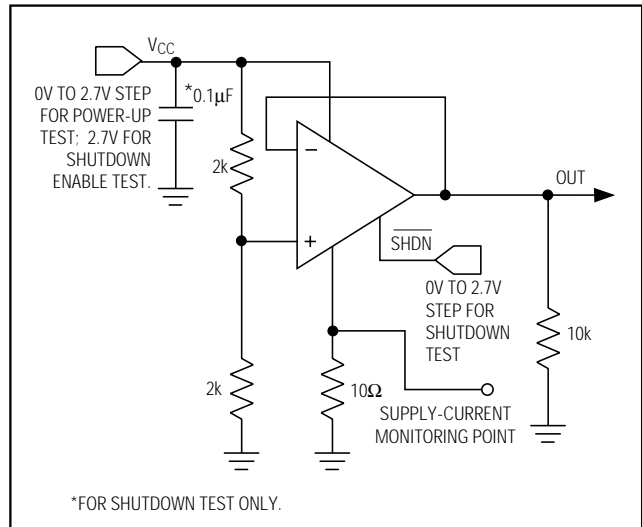 VCC
0V TO 2.7V STEP
FOR POWER-UP
TEST; 2.7V FOR
SHUTDOWN
ENABLE TEST.
*0.1µF
2k
−
+
SHDN
OUT
0V TO 2.7V
STEP FOR
SHUTDOWN
TEST
10k
2k
10Ω
SUPPLY-CURRENT
MONITORING POINT
*FOR SHUTDOWN TEST ONLY.